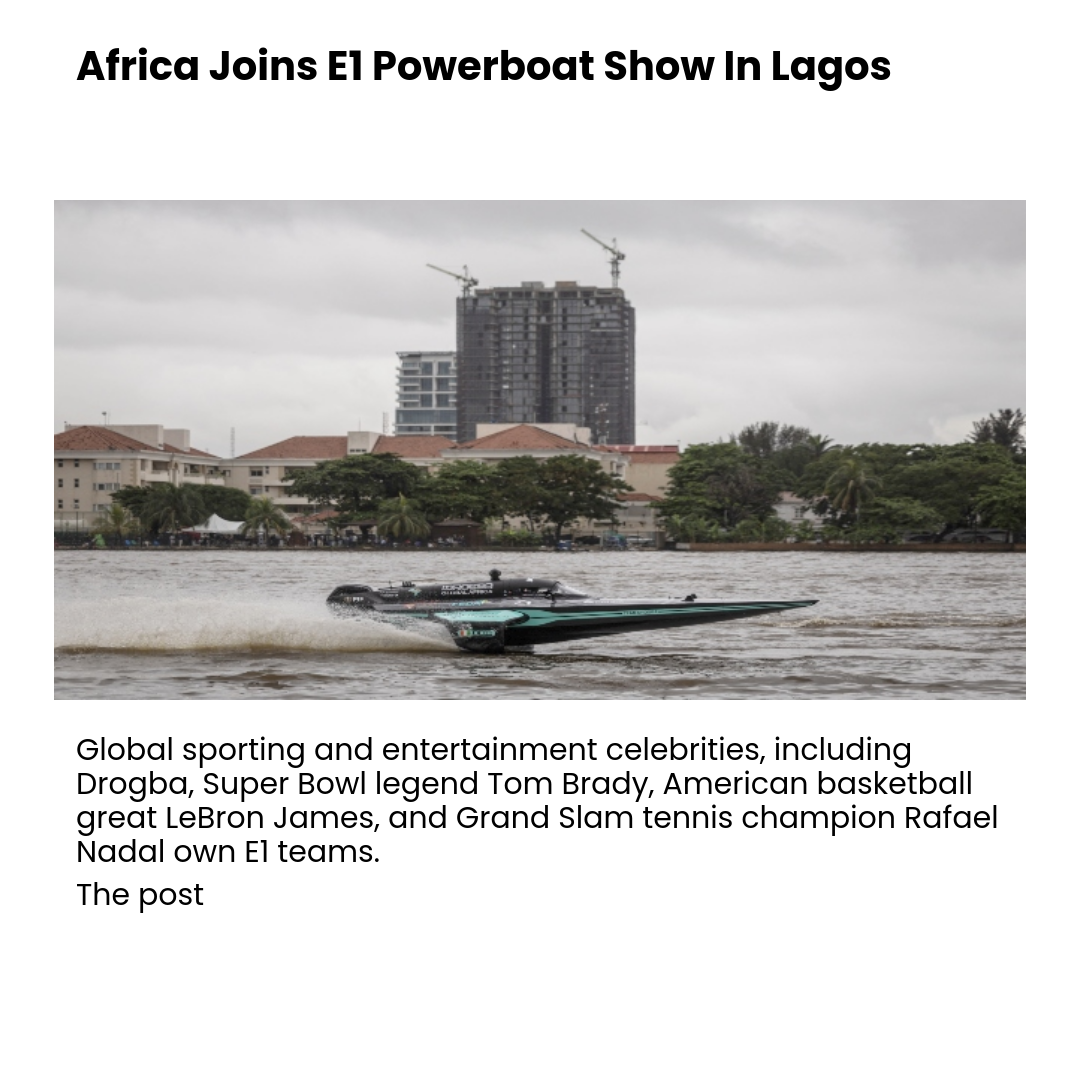 Africa Joins E1 Powerboat Show In Lagos
Global sporting and entertainment celebrities, including
Drogba, Super Bowl legend Tom Brady, American basketball
great LeBron James, and Grand Slam tennis champion Rafael
Nadal own E1 teams.
The post